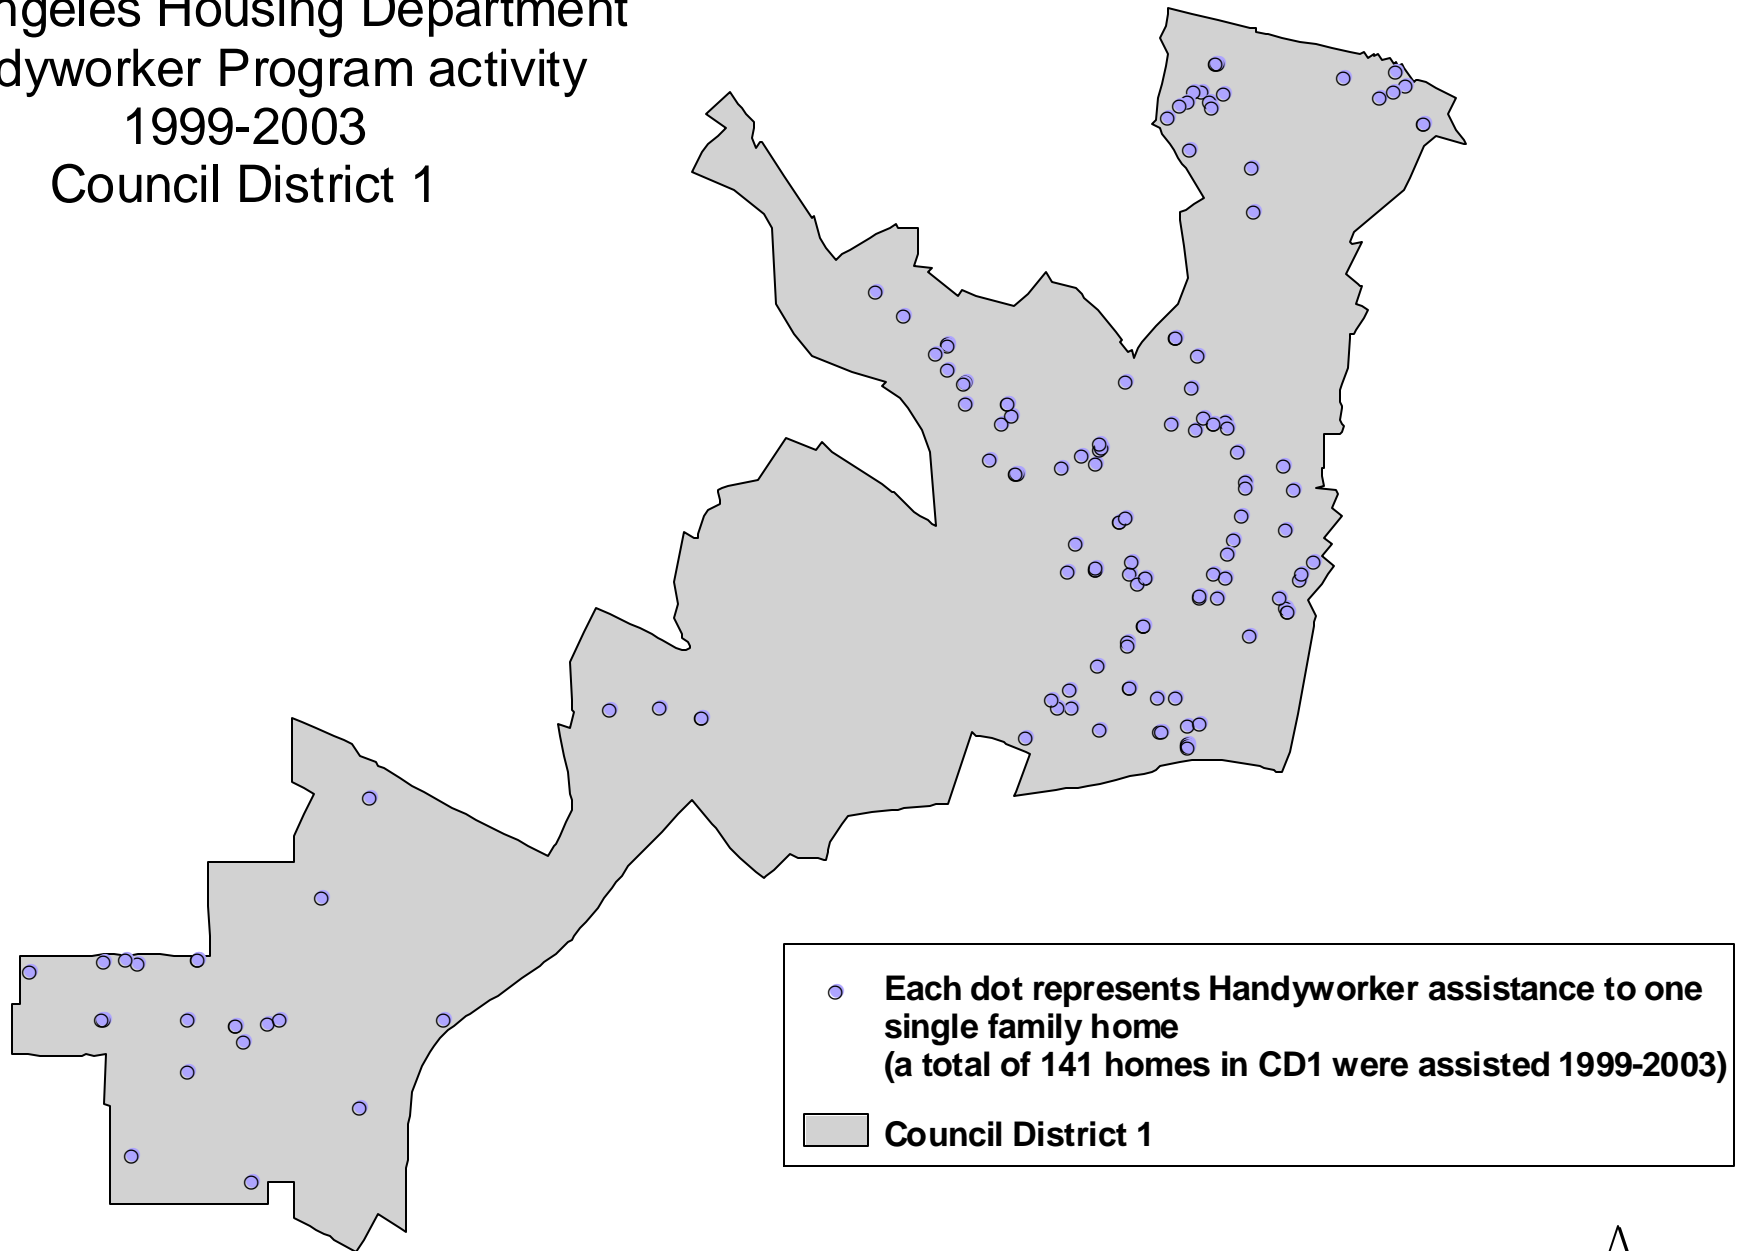 ngeles Housing Department
dyworker Program activity
1999-2003
Council District 1
Each dot represents Handyworker assistance to one
single family home
(a total of 141 homes in CD1 were assisted 1999-2003)
Council District 1